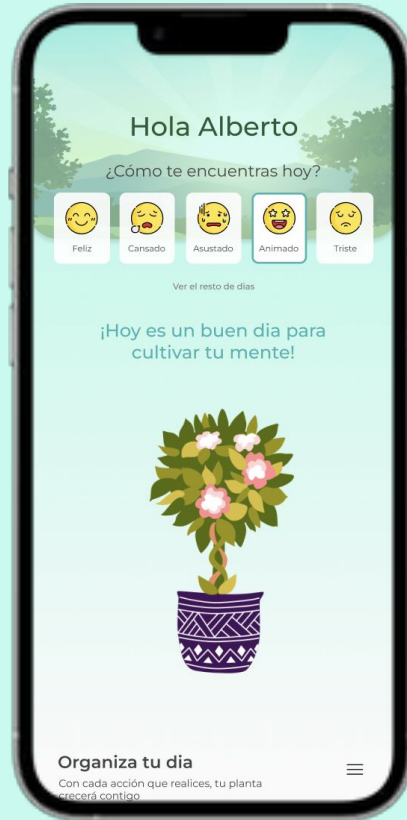 Hola Alberto
¿Cómo te encuentras hoy?
Feliz
Cansado
Asustado
Animado
Triste
Ver el resto de dias
¡Hoy es un buen dia para
cultivar tu mente!
Organiza tu dia
Con cada acción que realices, tu planta
crecerá contigo